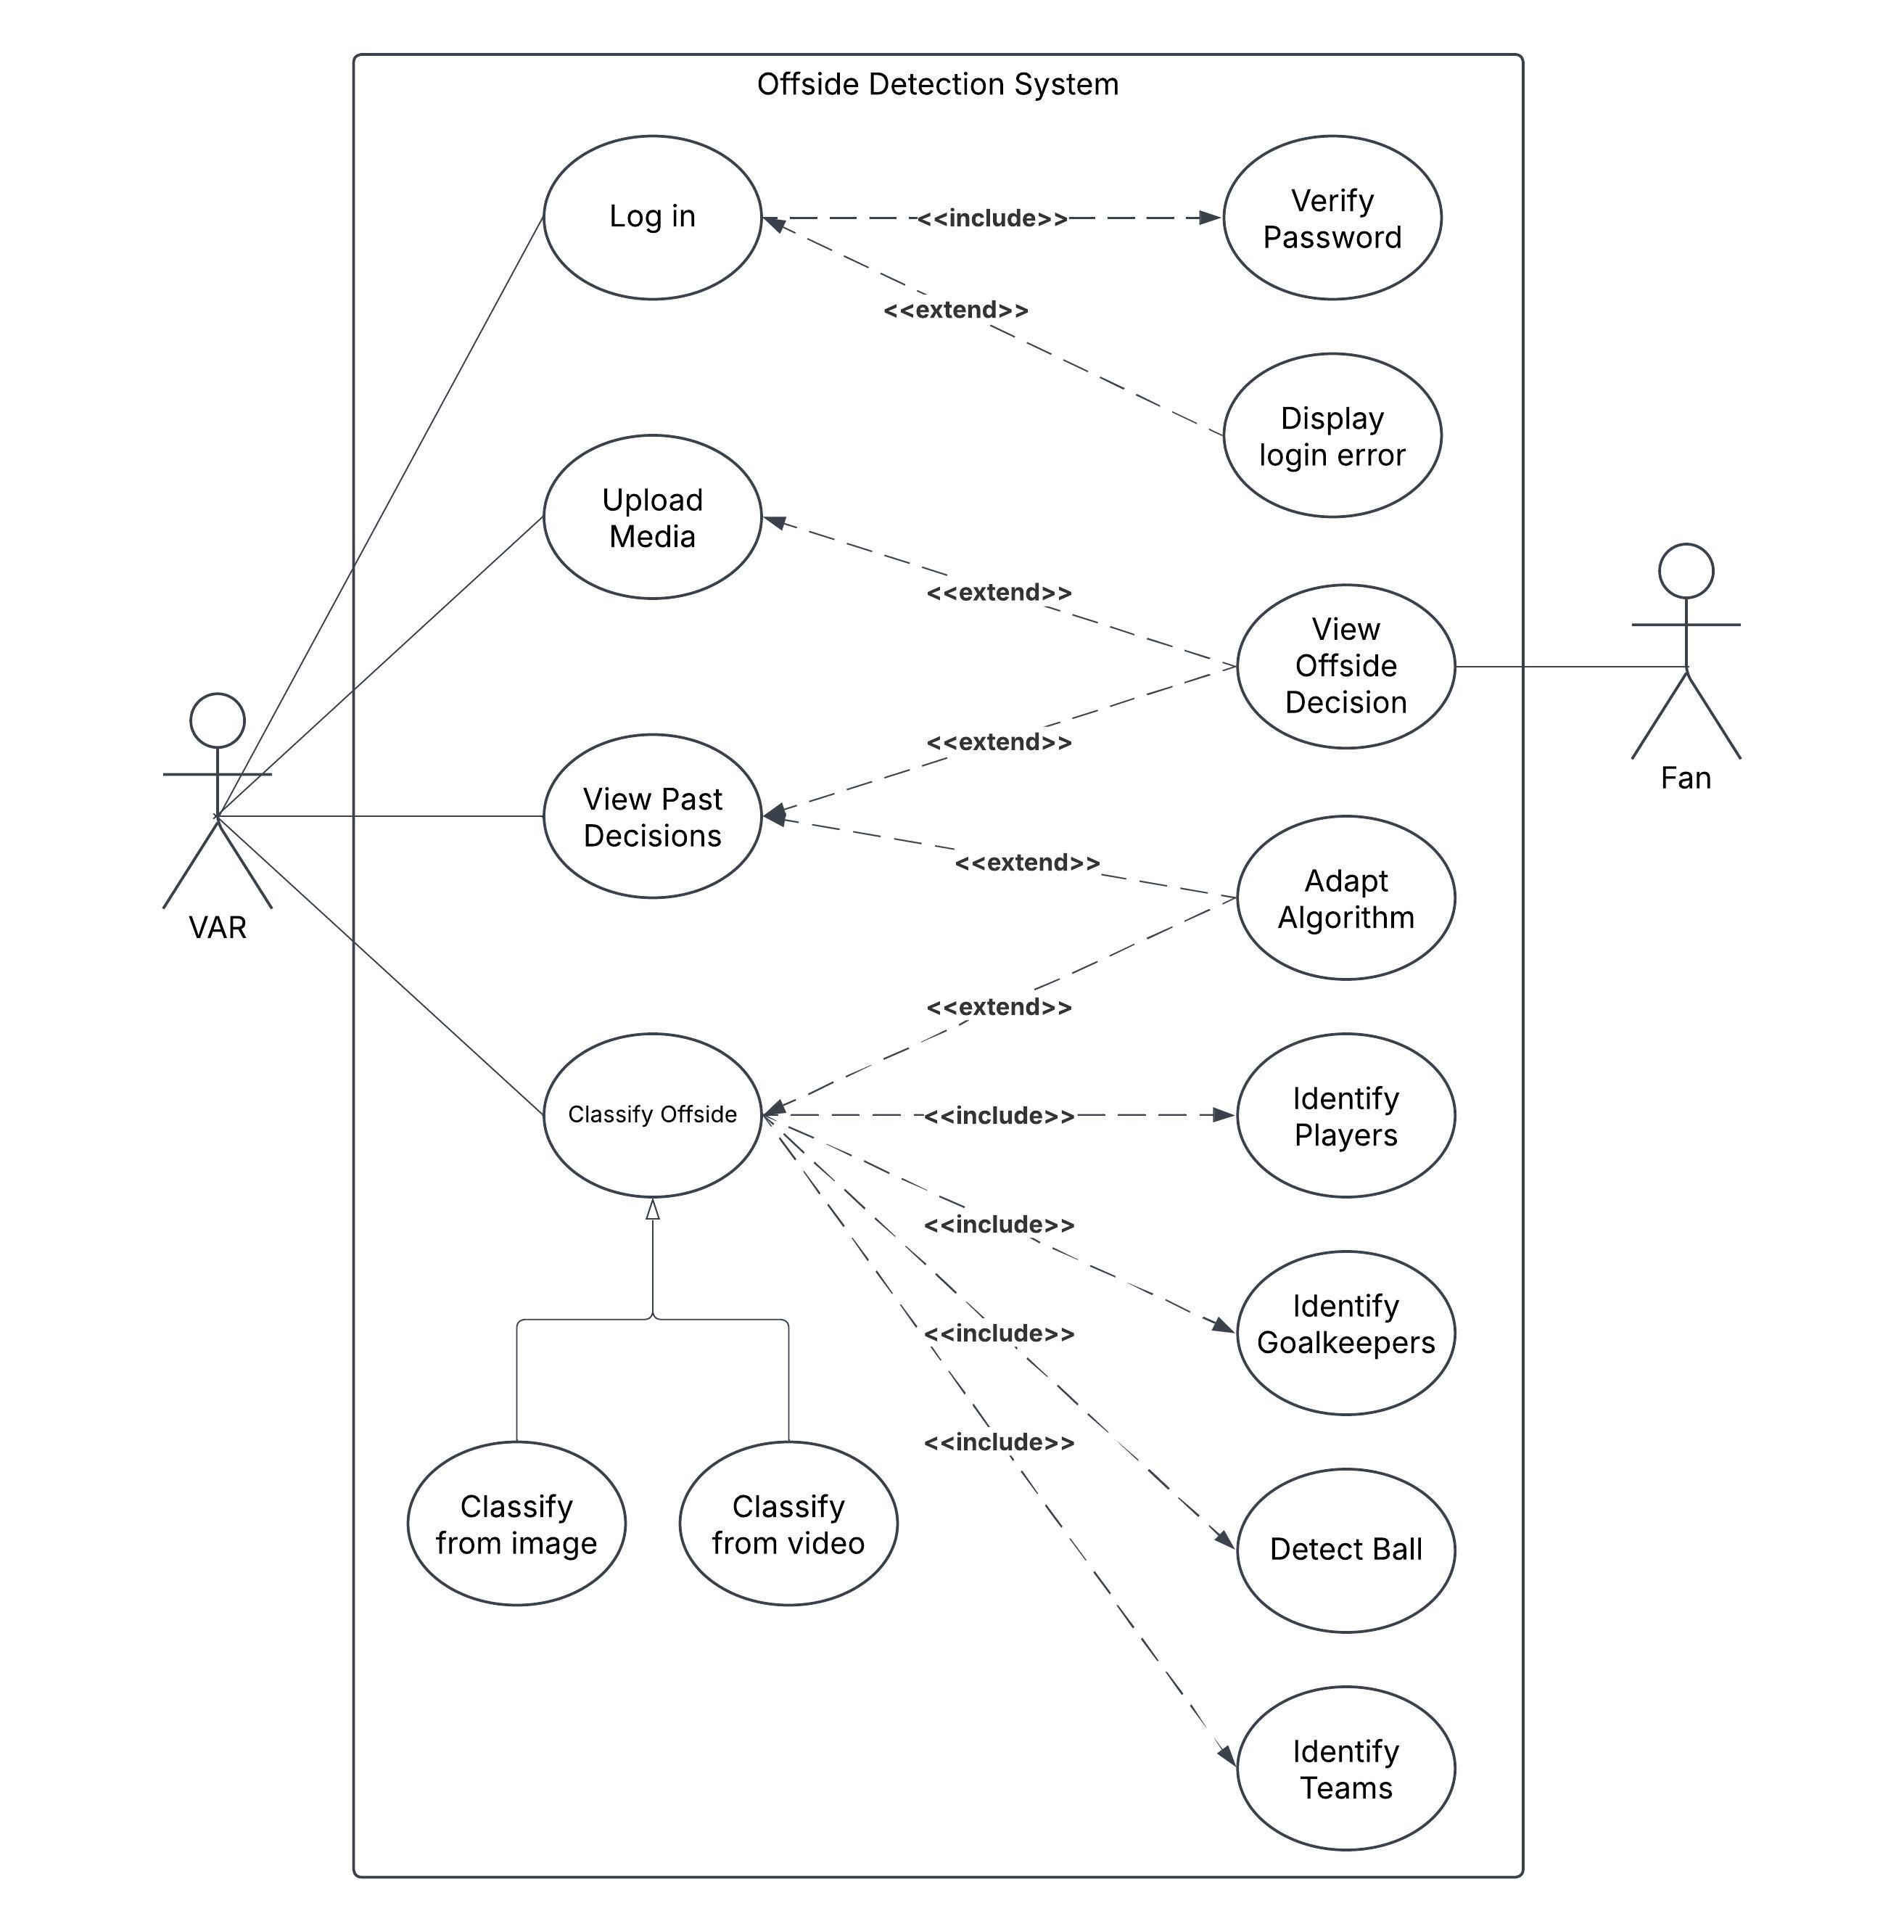 Offside Detection System
Log in
<<include>>
Verify
Password
<<extend>>
Display
login error
Upload
Media
<<extend>>
View
Offside
Decision
<<extend>>
Fan
View Past
Decisions
<<extend>>
Adapt
Algorithm
VAR
<<extend>>
Classify Offside
<<include>>
Identify
Players
<<include>>
Identify
Goalkeepers
<<include>>
<<include>>
Classify
from image
Classify
from video
Detect Ball
Identify
Teams